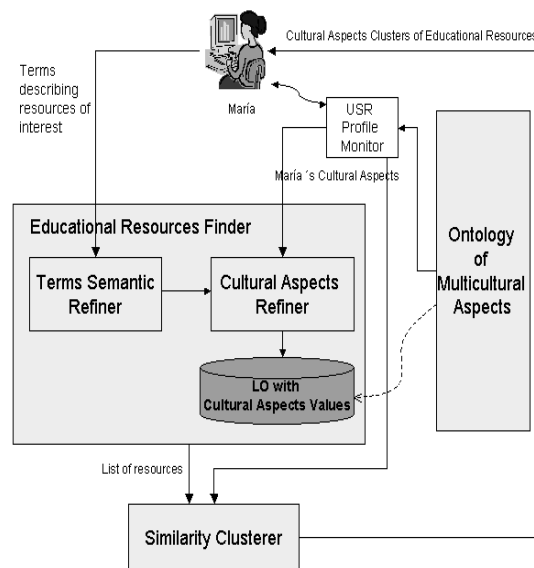 Cultural Aspects Clusters of Educational Resources
Terms
describing
resources of
interest
María
USR
Profile
Monitor
María ´s Cultural Aspects
Educational Resources Finder
Terms Semantic
Refiner
Cultural Aspects
Refiner
LO with
Cultural Aspects Values
Ontology
of
Multicultural
Aspects
List of resources
Similarity Clusterer